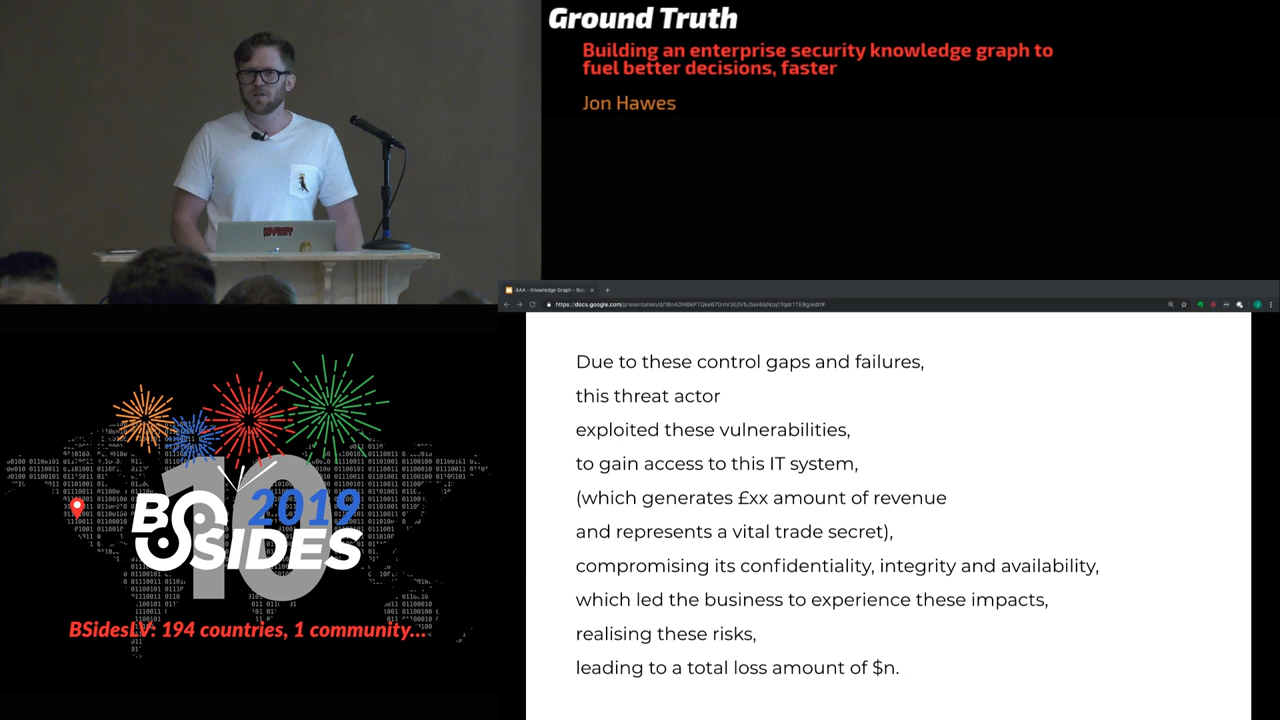 Ground Truth
Building an enterprise security knowledge graph to
fuel better decisions, faster
Jon Hawes
Due to these control gaps and failures,
this threat actor
exploited these vulnerabilities,
to gain access to this IT system,
(which generates £xx amount of revenue
and represents a vital trade secret),
compromising its confidentiality, integrity and availability,
which led the business to experience these impacts,
realising these risks,
leading to a total loss amount of $n.
10
2019
BSIDES
BSidesLV: 194 countries, 1 community...